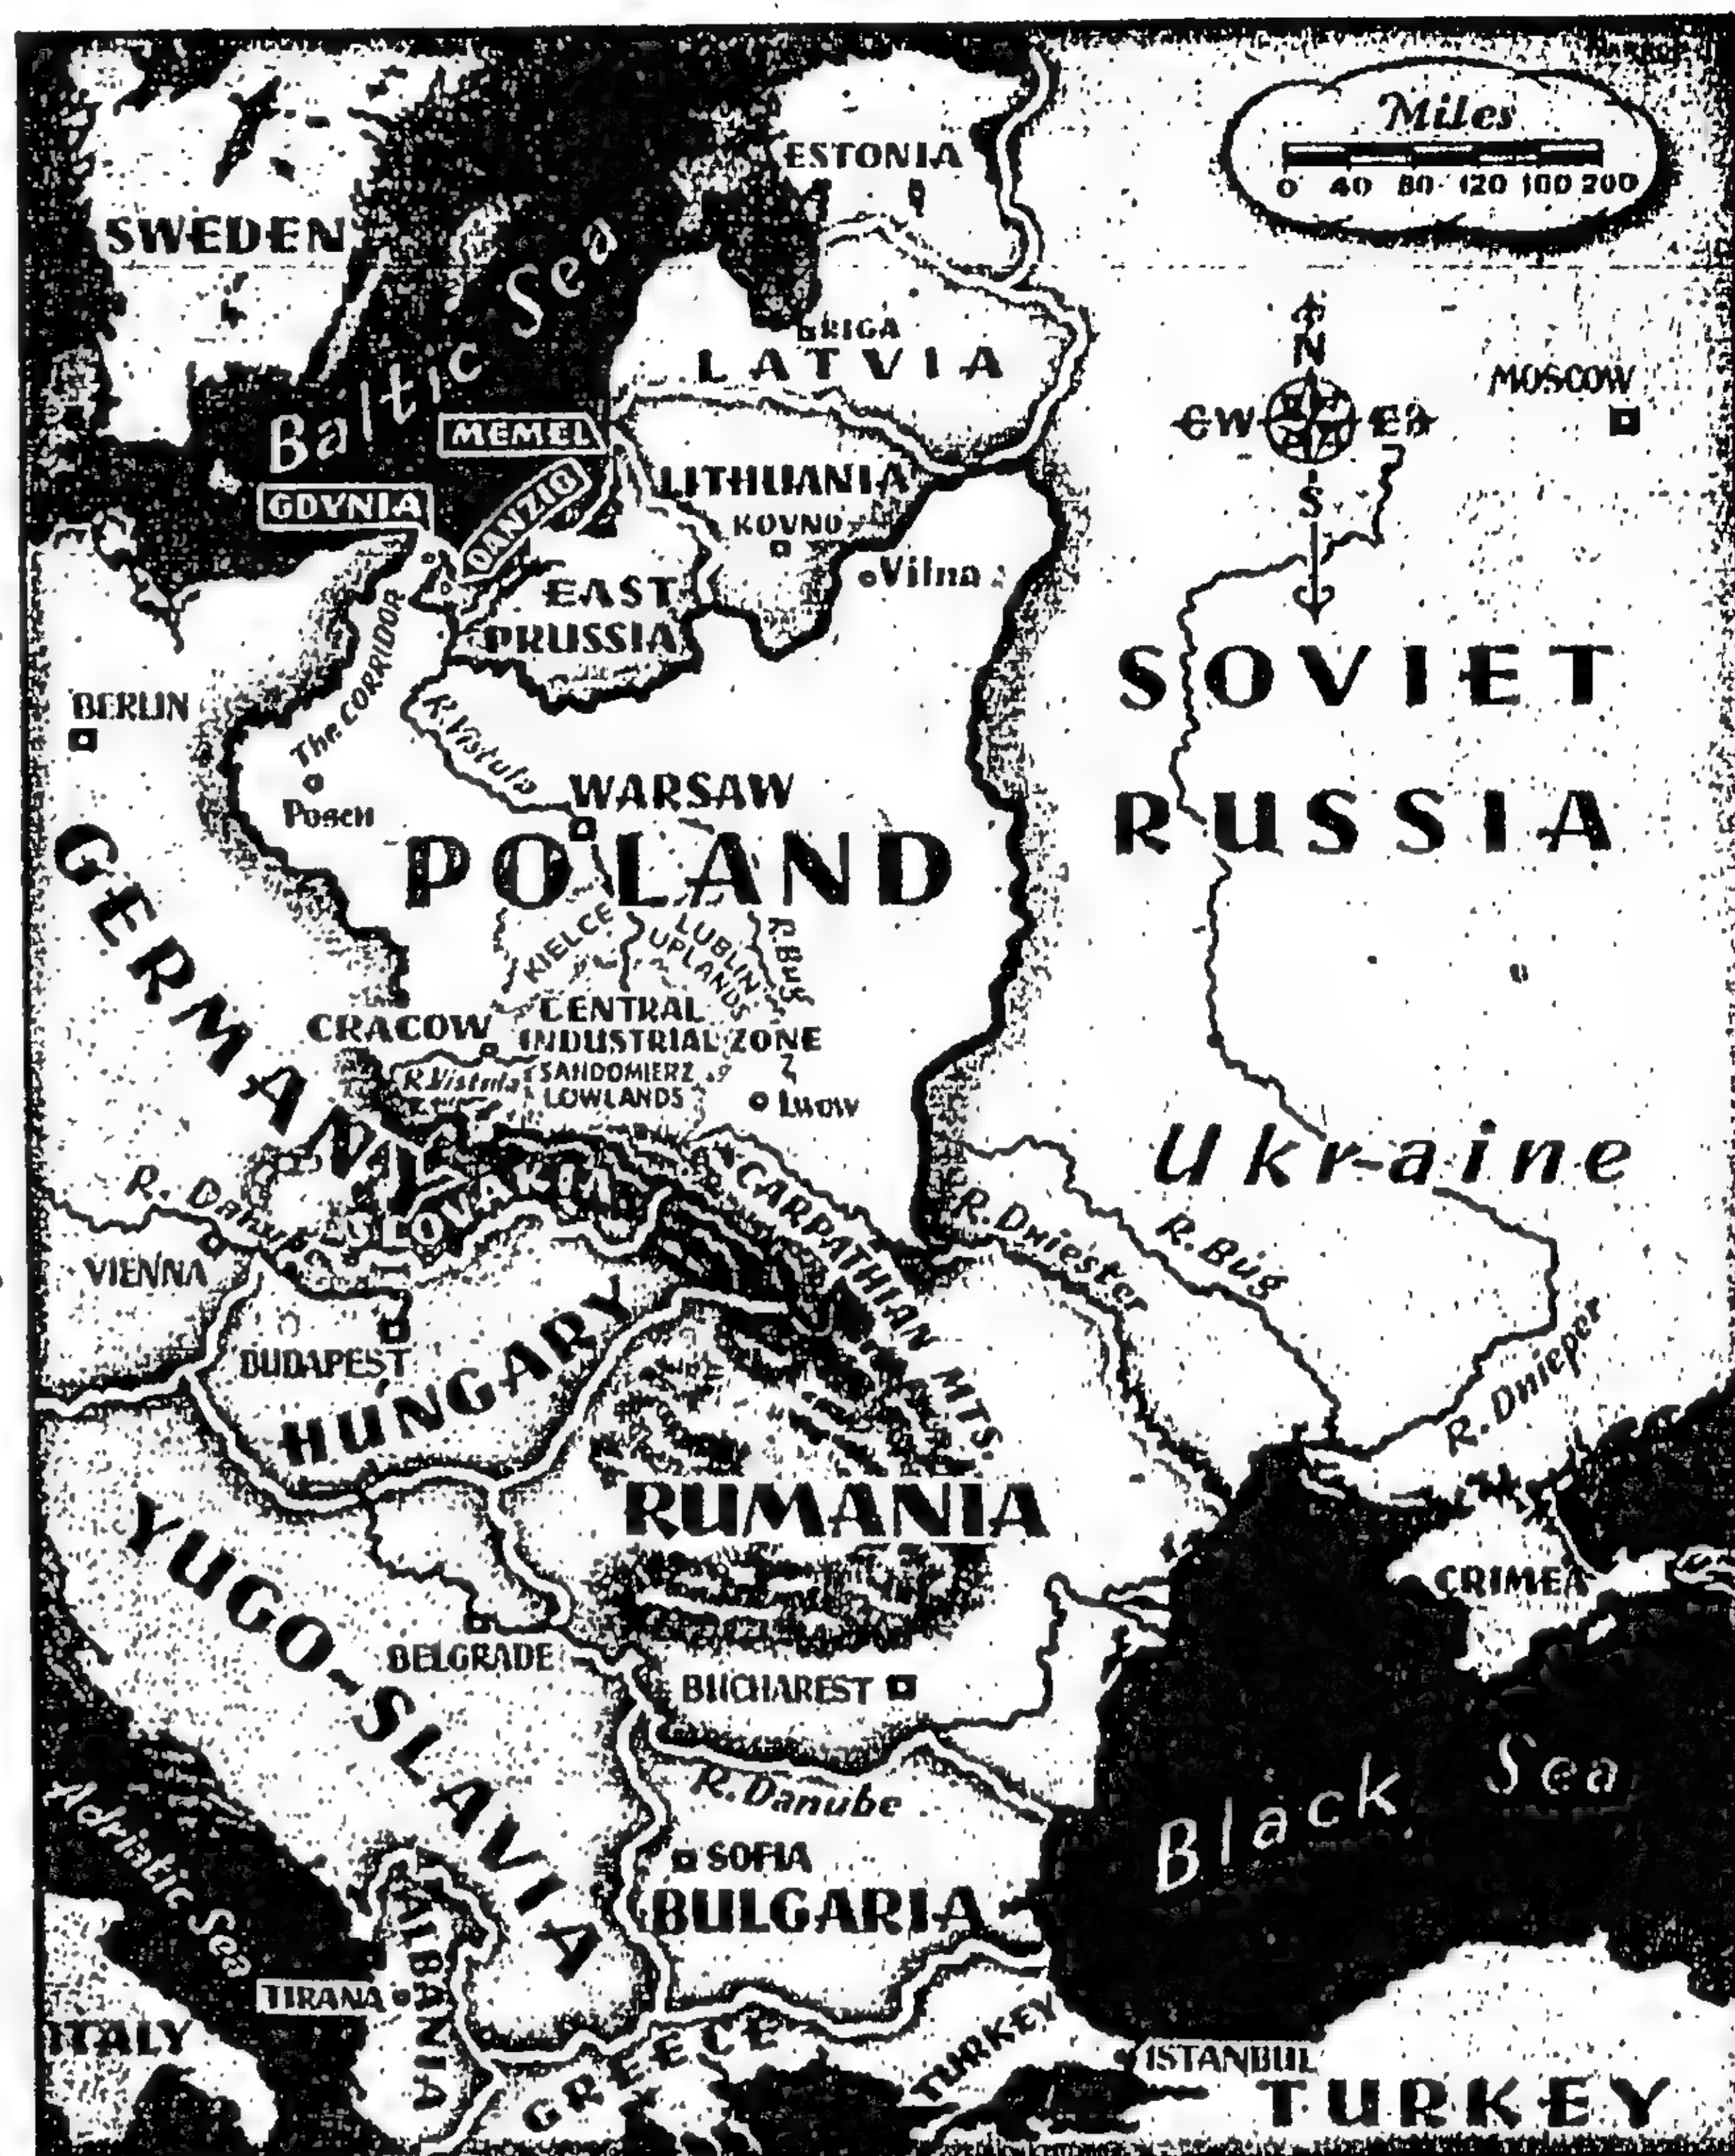 Miles
0 40 80 120 160 200
ESTONIA
SWEDEN
Baltic Sea
RIGA
LATVIA
N
W E
S
MOSCOW
MEMEL
LITHUANIA
GDYNIA
DANZIG
KOVNO
Vilna
EAST
PRUSSIA
The CORRIDOR
SOVIET
RUSSIA
BERLIN
R. Vistula
Posen
WARSAW
POLAND
GERMANY
KIELCE
LUBLIN
UPLANDS
R. Bug
CENTRAL
INDUSTRIAL ZONE
CRACOW
R. Vistula
SANDOMIERZ
LOWLANDS
Lwow
Ukraine
R. Danube
SLOVAKIA
CARPATHIAN MTS.
R. Dniester
R. Bug
VIENNA
R. Dnieper
BUDAPEST
HUNGARY
RUMANIA
CRIMEA
YUGO-SLAVIA
BELGRADE
BUCHAREST
R. Danube
Black Sea
Adriatic Sea
SOFIA
BULGARIA
ALBANIA
TIRANA
ITALY
GREECE
TURKEY
ISTANBUL
TURKEY